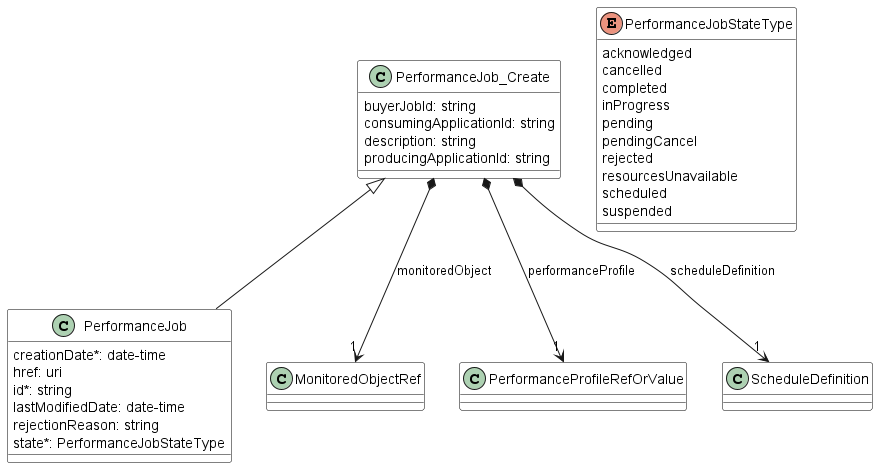 E PerformanceJobStateType
acknowledged
cancelled
completed
inProgress
pending
pendingCancel
rejected
resourcesUnavailable
scheduled
suspended
C PerformanceJob_Create
buyerJobId: string
consumingApplicationId: string
description: string
producingApplicationId: string
monitoredObject
performanceProfile
scheduleDefinition
1
1
1
C PerformanceJob
creationDate*: date-time
href: uri
id*: string
lastModifiedDate: date-time
rejectionReason: string
state*: PerformanceJobStateType
C MonitoredObjectRef
C PerformanceProfileRefOrValue
C ScheduleDefinition